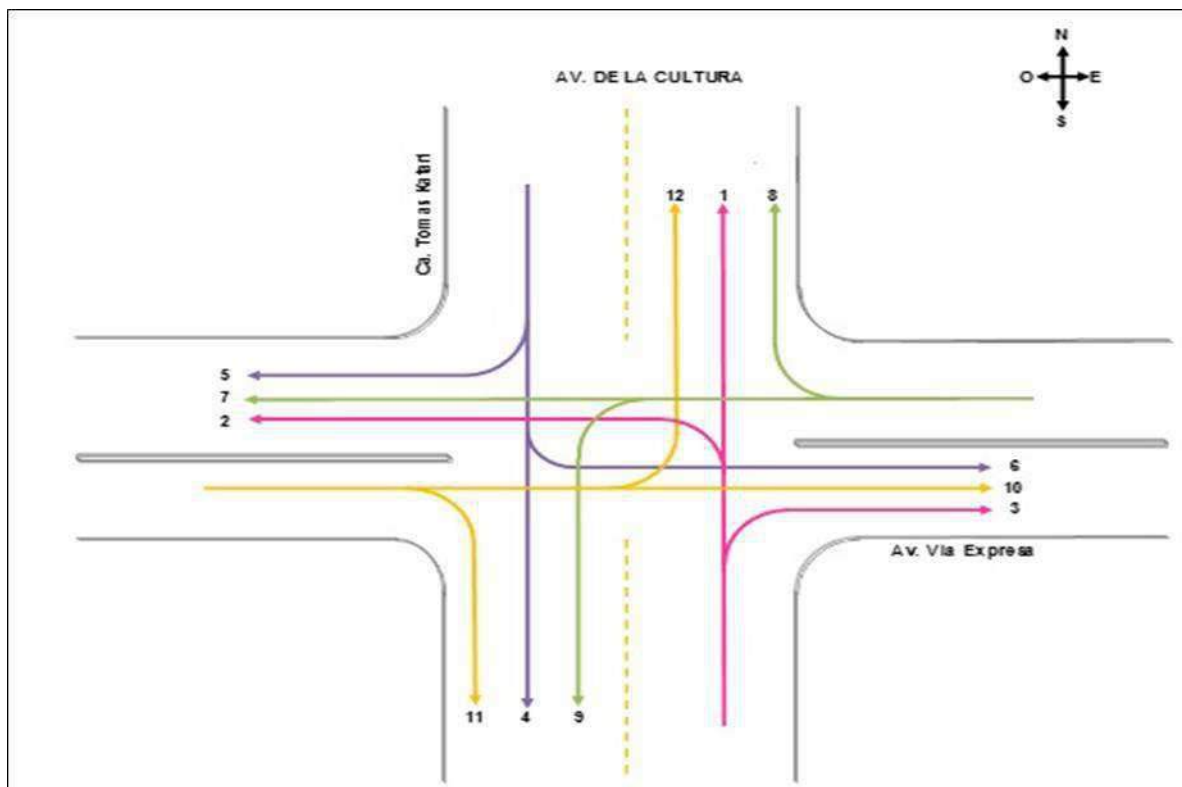 N
AV. DE LA CULTURA
O E
S
Ca. Tomas Katari
12 1 8
5
7
2
6
10
3
Av. Via Expresa
11 4 9